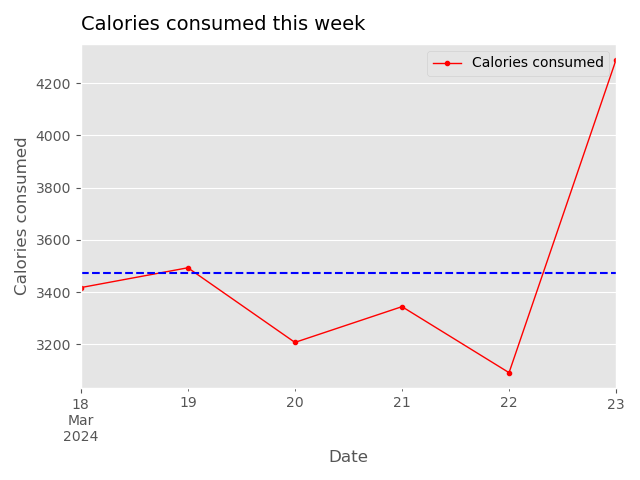 Calories consumed this week
Calories consumed
4200
4000
3800
3600
3400
3200
Calories consumed
18
Mar
2024
19
20
21
22
23
Date